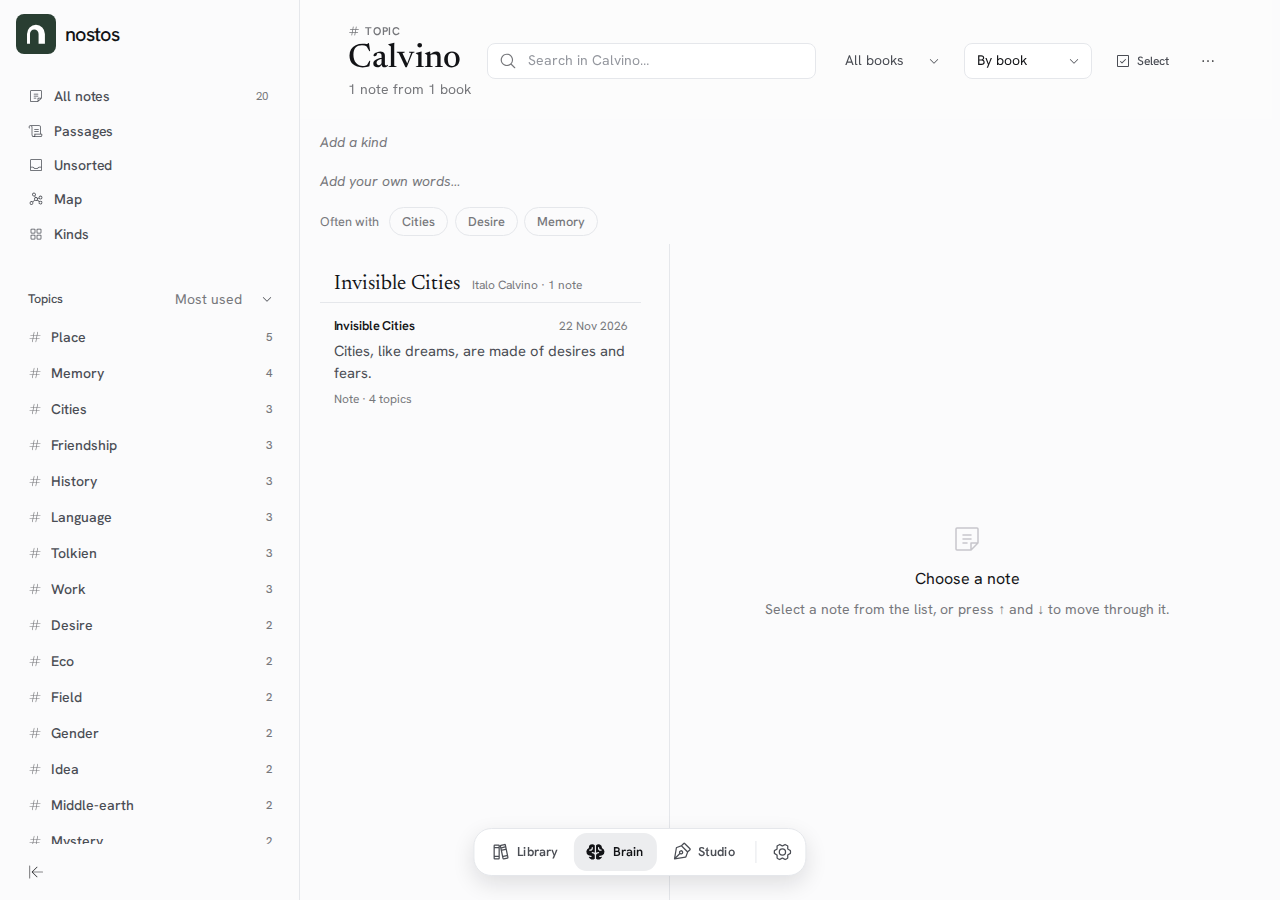 nostos
All notes 20
Passages
Unsorted
Map
Kinds
Topics Most used
# Place 5
# Memory 4
# Cities 3
# Friendship 3
# History 3
# Language 3
# Tolkien 3
# Work 3
# Desire 2
# Eco 2
# Field 2
# Gender 2
# Idea 2
# Middle-earth 2
# Mystery 2
# TOPIC
Calvino
1 note from 1 book
Search in Calvino...
All books
By book
Select
Add a kind
Add your own words...
Often with Cities Desire Memory
Invisible Cities Italo Calvino · 1 note
Invisible Cities 22 Nov 2026
Cities, like dreams, are made of desires and
fears.
Note · 4 topics
Choose a note
Select a note from the list, or press ↑ and ↓ to move through it.
Library Brain Studio